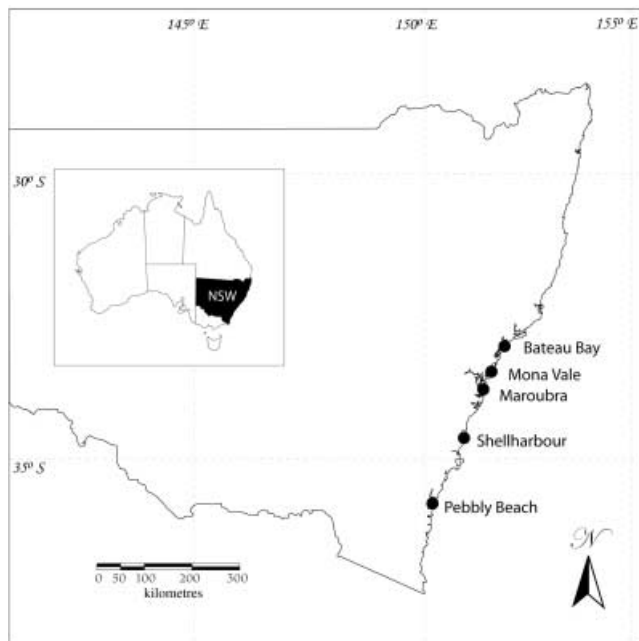 145º E
150º E
155º E
30º S
NSW
Bateau Bay
Mona Vale
Maroubra
Shellharbour
35º S
Pebbly Beach
N
0 50 100 200 300
kilometres